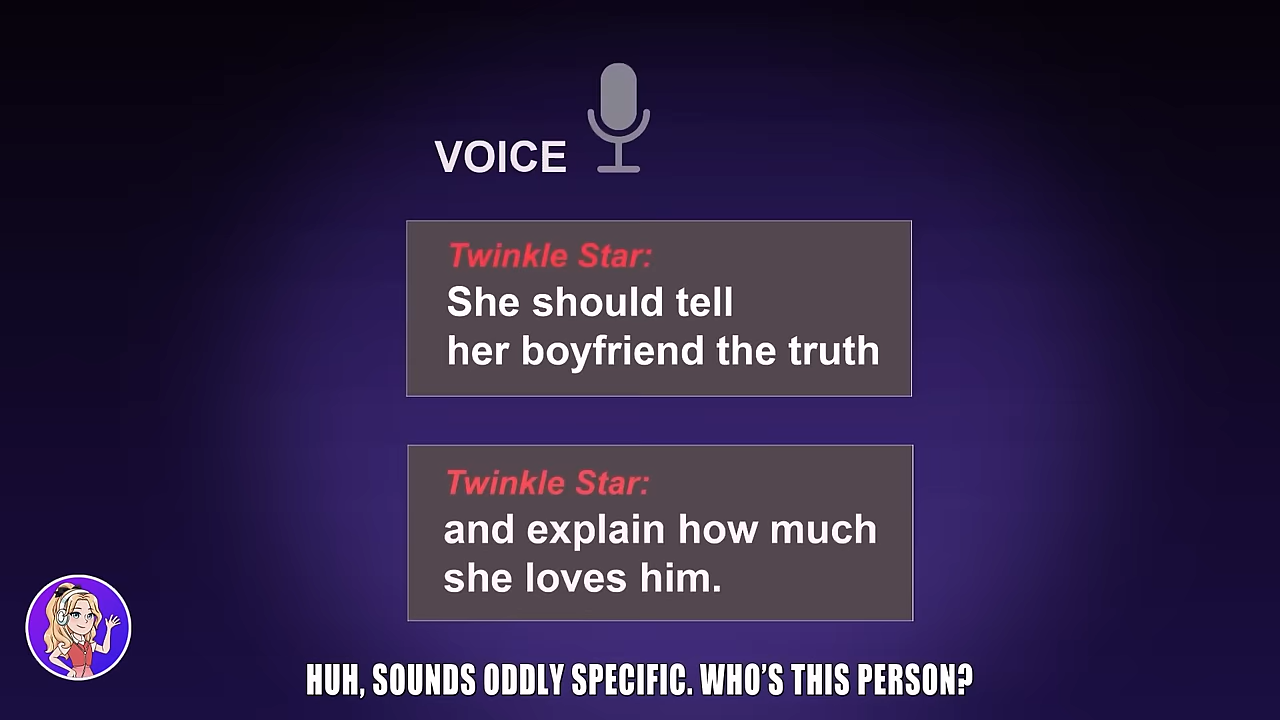 VOICE
Twinkle Star:
She should tell
her boyfriend the truth
Twinkle Star:
and explain how much
she loves him.
HUH, SOUNDS ODDLY SPECIFIC. WHO’S THIS PERSON?